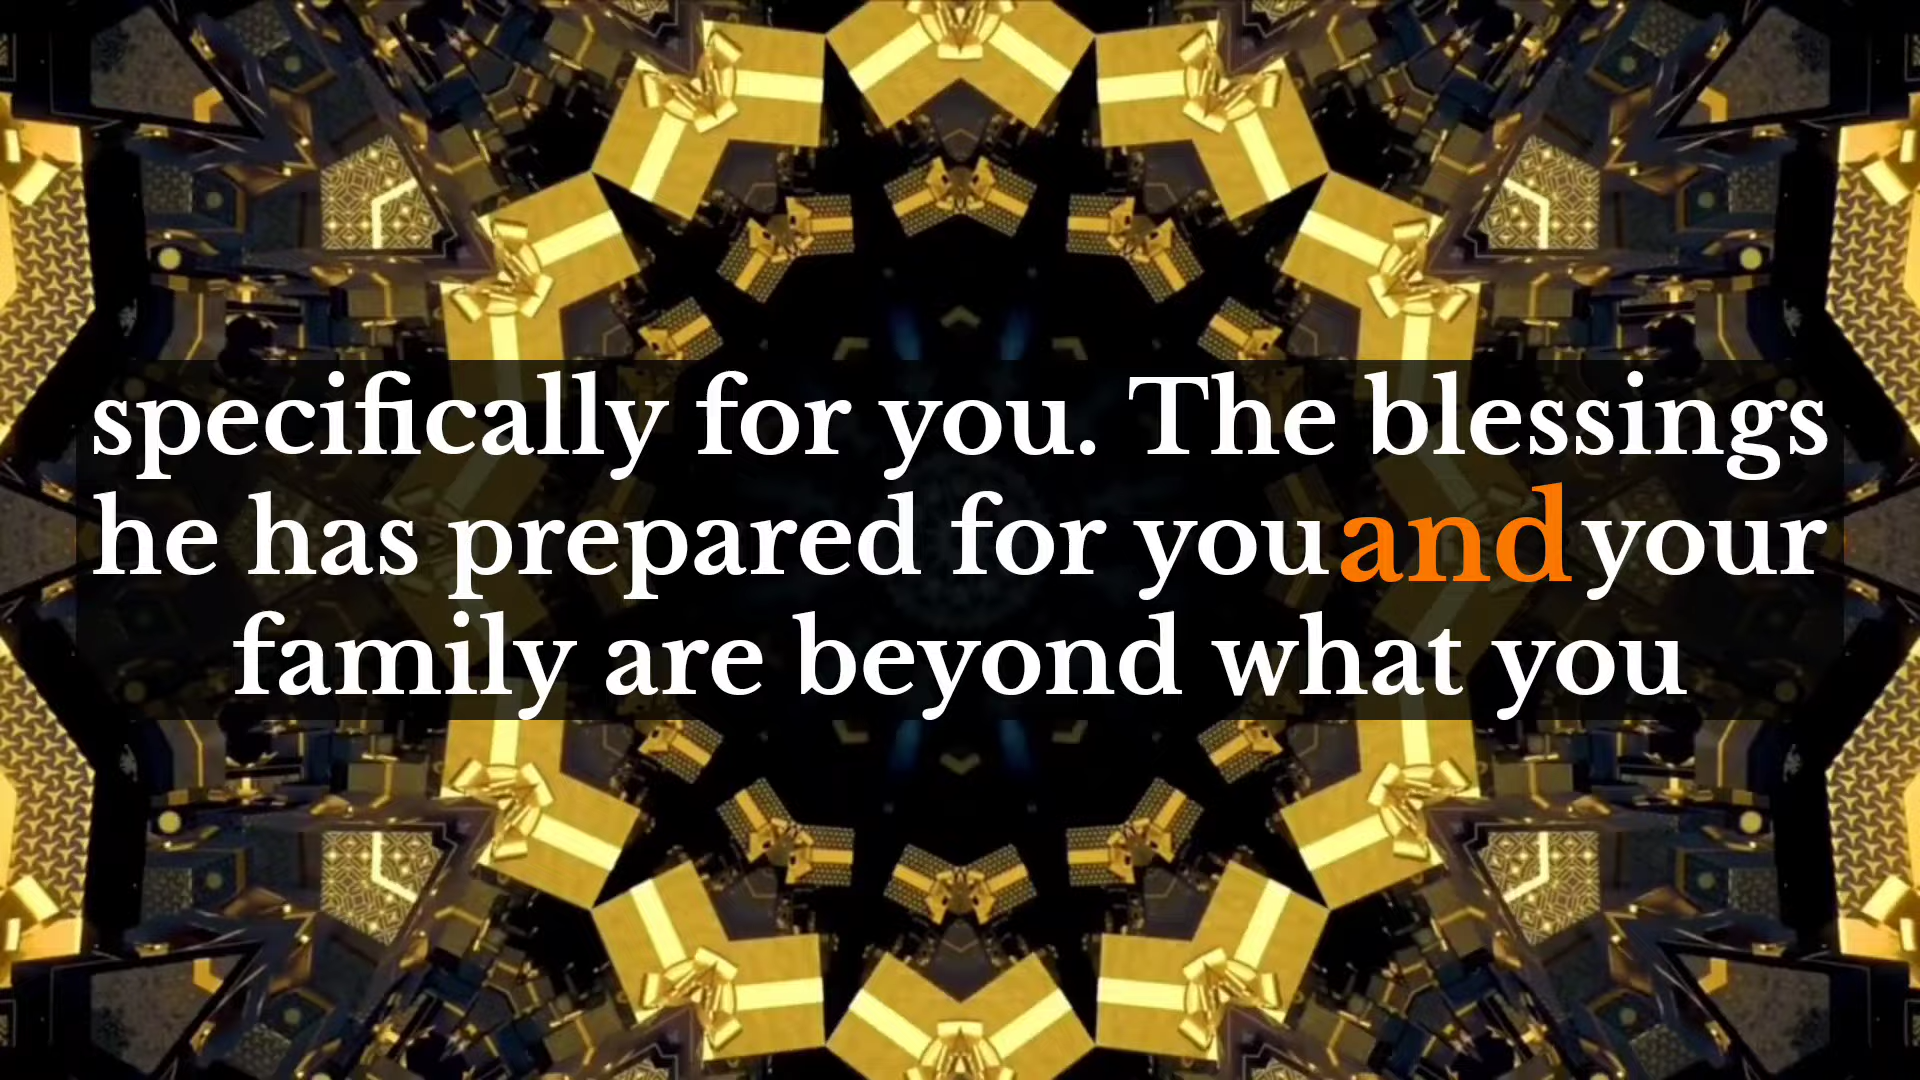 specifically for you. The blessings
he has prepared for you and your
family are beyond what you